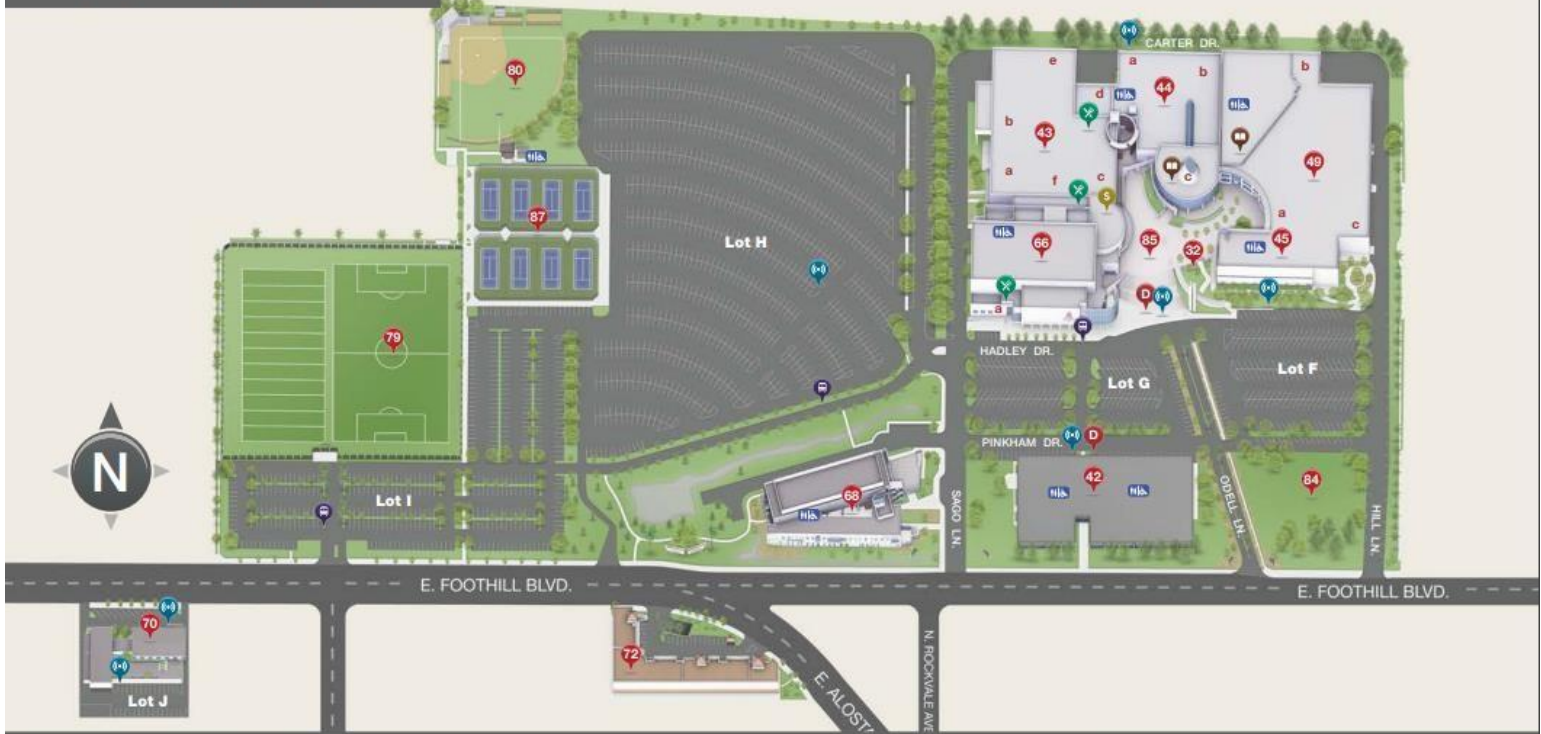 CARTER DR.
80
e
a
b
b
44
d
b
43
49
a
f
c
S
c
87
a
c
Lot H
66
85
32
45
D
a
79
HADLEY DR.
Lot G
Lot F
PINKHAM DR.
D
N
Lot I
68
SAGO LN.
42
ODELL LN.
84
HILL LN.
E. FOOTHILL BLVD.
E. FOOTHILL BLVD.
70
72
Lot J
E. ALOSTA
N. ROCKVALE AVE